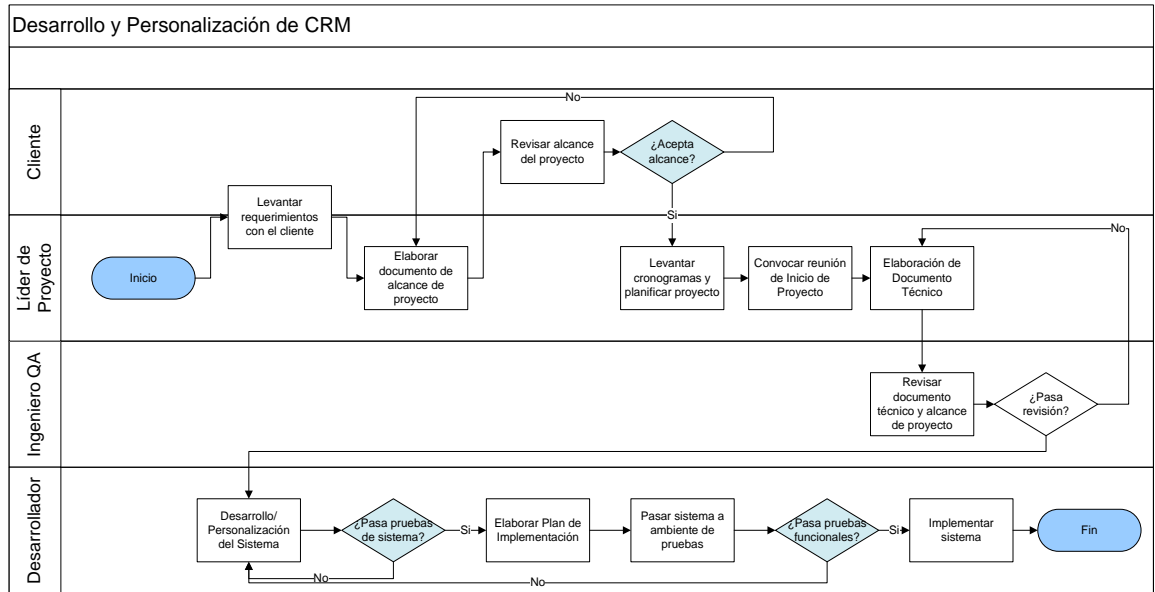 Desarrollo y Personalización de CRM
Cliente
No
Revisar alcance
del proyecto
¿Acepta
alcance?
Levantar
requerimientos
con el cliente
Si
Líder de
Proyecto
Inicio
Elaborar
documento de
alcance de
proyecto
Levantar
cronogramas y
planificar proyecto
Convocar reunión
de Inicio de
Proyecto
Elaboración de
Documento
Técnico
No
Ingeniero QA
Revisar
documento
técnico y alcance
de proyecto
¿Pasa
revisión?
Desarrollador
Desarrollo/
Personalización
del Sistema
¿Pasa pruebas
de sistema?
Si
Elaborar Plan de
Implementación
Pasar sistema a
ambiente de
pruebas
¿Pasa pruebas
funcionales?
Si
Implementar
sistema
Fin
No
No